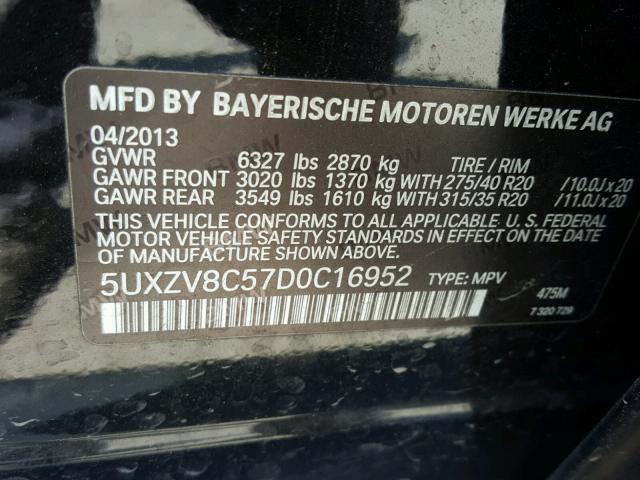 MFD BY BAYERISCHE MOTOREN WERKE AG
04/2013
GVWR 6327 lbs 2870 kg TIRE / RIM
GAWR FRONT 3020 lbs 1370 kg WITH 275/40 R20 /10.0J x 20
GAWR REAR 3549 lbs 1610 kg WITH 315/35 R20 /11.0J x 20
THIS VEHICLE CONFORMS TO ALL APPLICABLE U. S. FEDERAL
MOTOR VEHICLE SAFETY STANDARDS IN EFFECT ON THE DATE OF
MANUFACTURE SHOWN ABOVE.
5UXZV8C57D0C16952 TYPE: MPV
475M
7 320 729